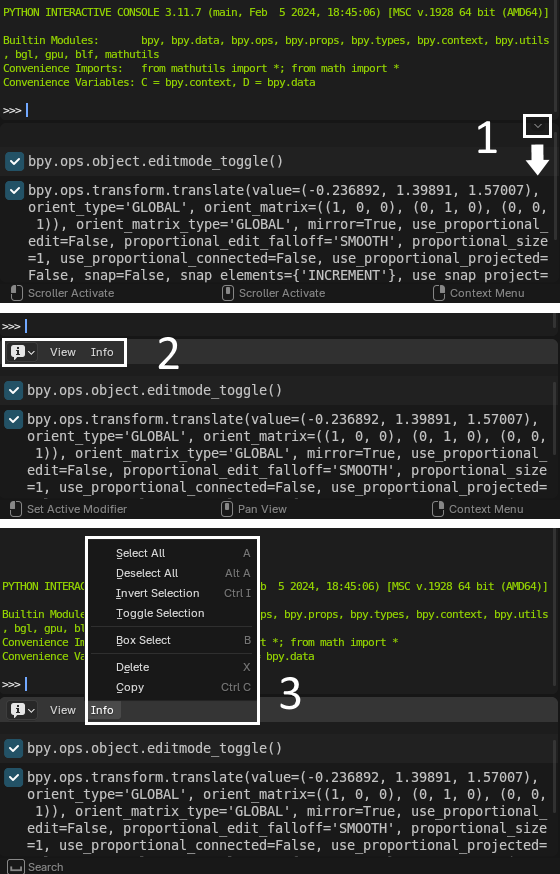 PYTHON INTERACTIVE CONSOLE 3.11.7 (main, Feb  5 2024, 18:45:06) [MSC v.1928 64 bit (AMD64)]
Builtin Modules:       bpy, bpy.data, bpy.ops, bpy.props, bpy.types, bpy.context, bpy.utils
, bgl, gpu, blf, mathutils
Convenience Imports:   from mathutils import *; from math import *
Convenience Variables: C = bpy.context, D = bpy.data
>>>
1
bpy.ops.object.editmode_toggle()
bpy.ops.transform.translate(value=(-0.236892, 1.39891, 1.57007),
orient_type='GLOBAL', orient_matrix=((1, 0, 0), (0, 1, 0), (0, 0,
1)), orient_matrix_type='GLOBAL', mirror=True, use_proportional_
edit=False, proportional_edit_falloff='SMOOTH', proportional_size
=1, use_proportional_connected=False, use_proportional_projected=
False, snap=False, snap_elements={'INCREMENT'}, use_snap_project=
Scroller Activate Scroller Activate Context Menu
>>>
View Info
2
bpy.ops.object.editmode_toggle()
bpy.ops.transform.translate(value=(-0.236892, 1.39891, 1.57007),
orient_type='GLOBAL', orient_matrix=((1, 0, 0), (0, 1, 0), (0, 0,
1)), orient_matrix_type='GLOBAL', mirror=True, use_proportional_
edit=False, proportional_edit_falloff='SMOOTH', proportional_size
=1, use_proportional_connected=False, use_proportional_projected=
Set Active Modifier Pan View Context Menu
Select All A
Deselect All Alt A
PYTHON INTERAC b  5 2024, 18:45:06) [MSC v.1928 64 bit (AMD64)]
Invert Selection Ctrl I
Toggle Selection
Builtin Module ps, bpy.props, bpy.types, bpy.context, bpy.utils
, bgl, gpu, bl
Box Select B
Convenience Im t *; from math import *
Convenience Va bpy.data
Delete X
Copy Ctrl C
>>>
3
View Info
bpy.ops.object.editmode_toggle()
bpy.ops.transform.translate(value=(-0.236892, 1.39891, 1.57007),
orient_type='GLOBAL', orient_matrix=((1, 0, 0), (0, 1, 0), (0, 0,
1)), orient_matrix_type='GLOBAL', mirror=True, use_proportional_
edit=False, proportional_edit_falloff='SMOOTH', proportional_size
=1, use_proportional_connected=False, use_proportional_projected=
Search